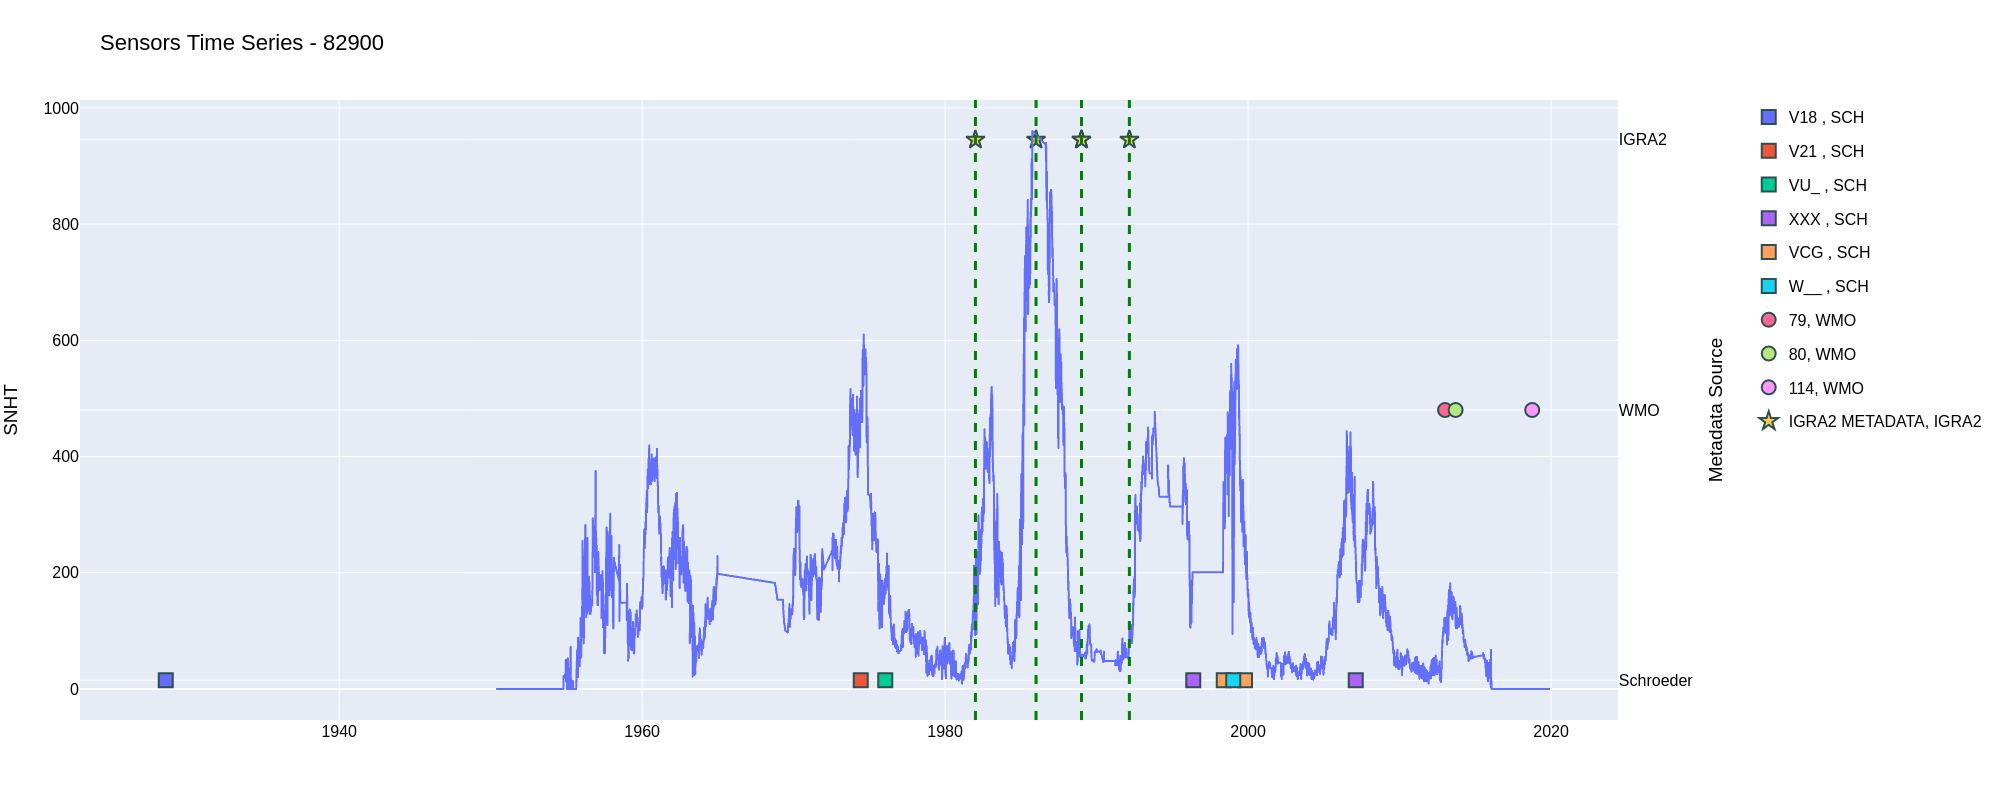 Sensors Time Series - 82900
1000
800
600
400
200
0
SNHT
1940
1960
1980
2000
2020
IGRA2
WMO
Schroeder
Metadata Source
V18 , SCH
V21 , SCH
VU_ , SCH
XXX , SCH
VCG , SCH
W__ , SCH
79, WMO
80, WMO
114, WMO
IGRA2 METADATA, IGRA2